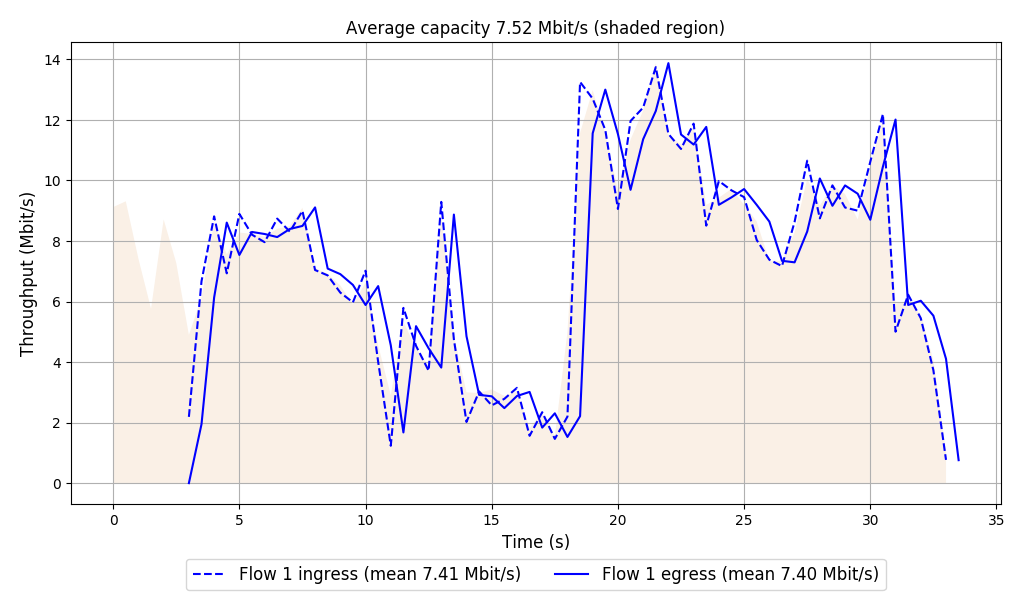 Average capacity 7.52 Mbit/s (shaded region)
14
12
10
8
6
4
2
0
Throughput (Mbit/s)
0 5 10 15 20 25 30 35
Time (s)
Flow 1 ingress (mean 7.41 Mbit/s) Flow 1 egress (mean 7.40 Mbit/s)